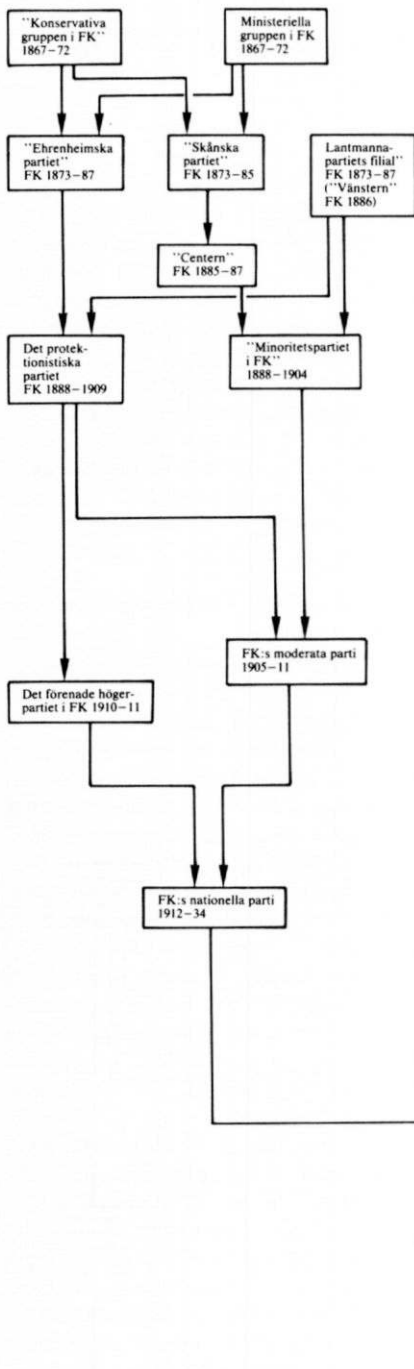 "Konservativa
gruppen i FK"
1867–72
Ministeriella
gruppen i FK
1867–72
"Ehrenheimska
partiet"
FK 1873–87
"Skånska
partiet"
FK 1873–85
Lantmanna-
partiets filial"
FK 1873–87
("Vänstern"
FK 1886)
"Centern"
FK 1885–87
Det protek-
tionistiska
partiet
FK 1888–1909
"Minoritetspartiet
i FK"
1888–1904
FK:s moderata parti
1905–11
Det förenade höger-
partiet i FK 1910–11
FK:s nationella parti
1912–34